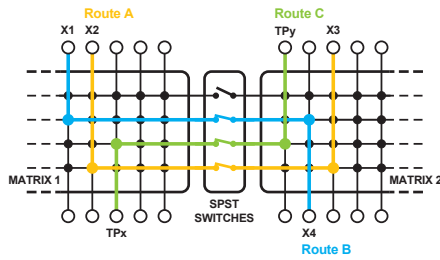 Route A
Route C
X1 X2
TPy
X3
MATRIX 1
MATRIX 2
SPST
SWITCHES
TPx
X4
Route B